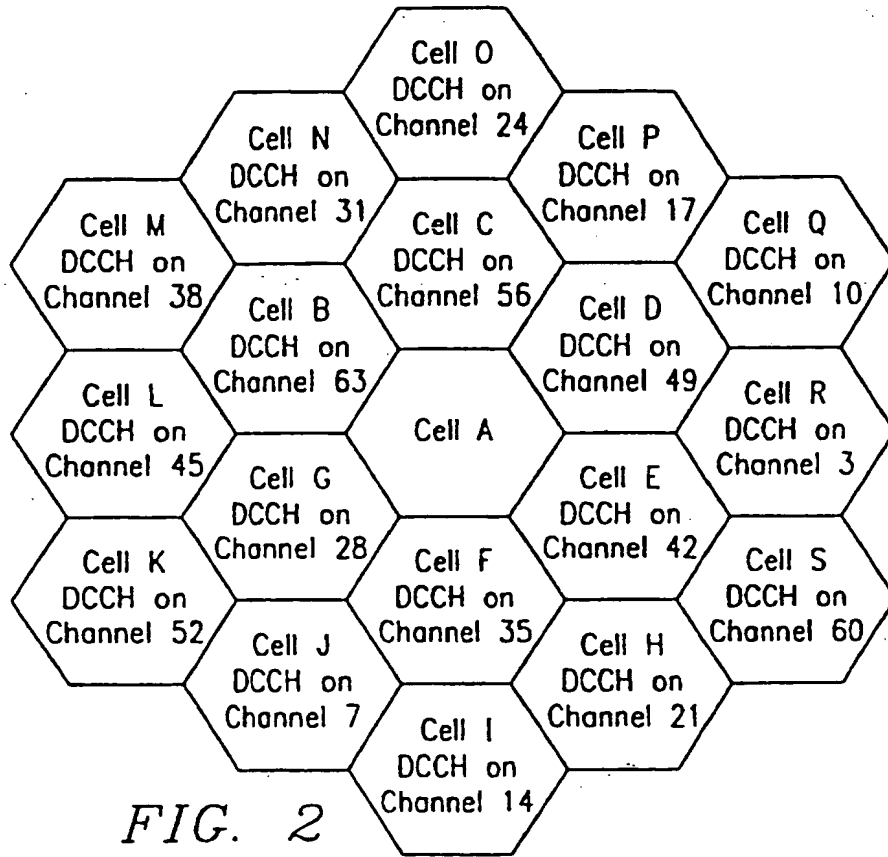 Cell O
DCCH on
Channel 24
Cell N
DCCH on
Channel 31
Cell P
DCCH on
Channel 17
Cell M
DCCH on
Channel 38
Cell C
DCCH on
Channel 56
Cell Q
DCCH on
Channel 10
Cell B
DCCH on
Channel 63
Cell D
DCCH on
Channel 49
Cell L
DCCH on
Channel 45
Cell A
Cell R
DCCH on
Channel 3
Cell G
DCCH on
Channel 28
Cell E
DCCH on
Channel 42
Cell K
DCCH on
Channel 52
Cell F
DCCH on
Channel 35
Cell S
DCCH on
Channel 60
Cell J
DCCH on
Channel 7
Cell H
DCCH on
Channel 21
Cell I
DCCH on
Channel 14
FIG. 2